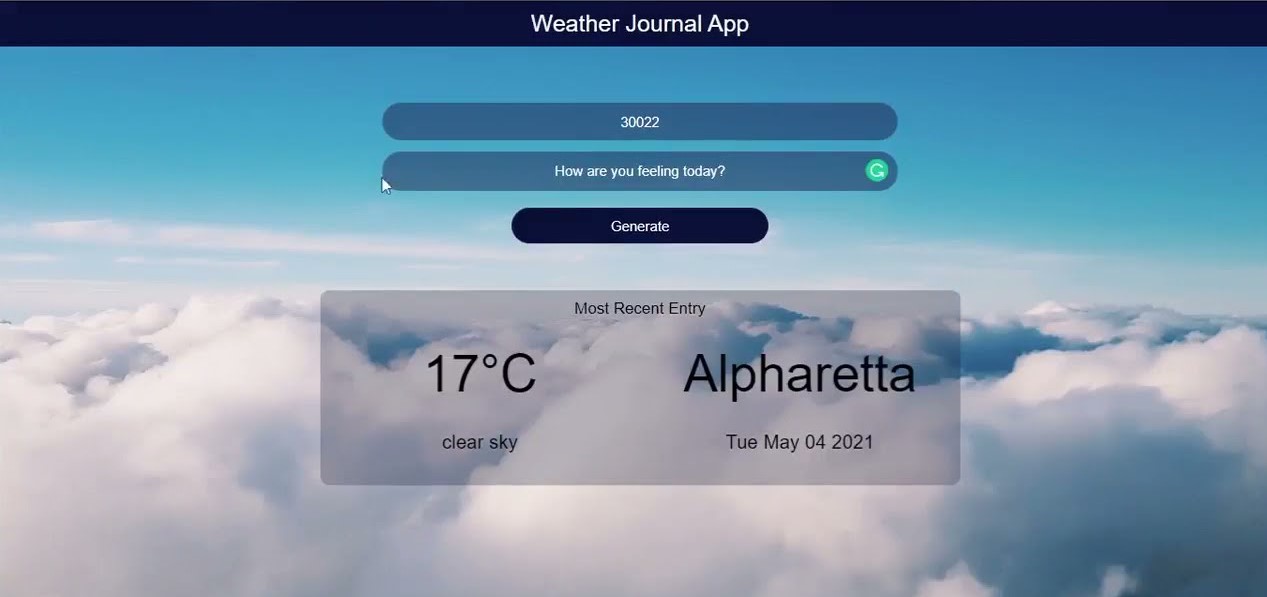 Weather Journal App
30022
How are you feeling today?
Generate
Most Recent Entry
17°C
Alpharetta
clear sky
Tue May 04 2021